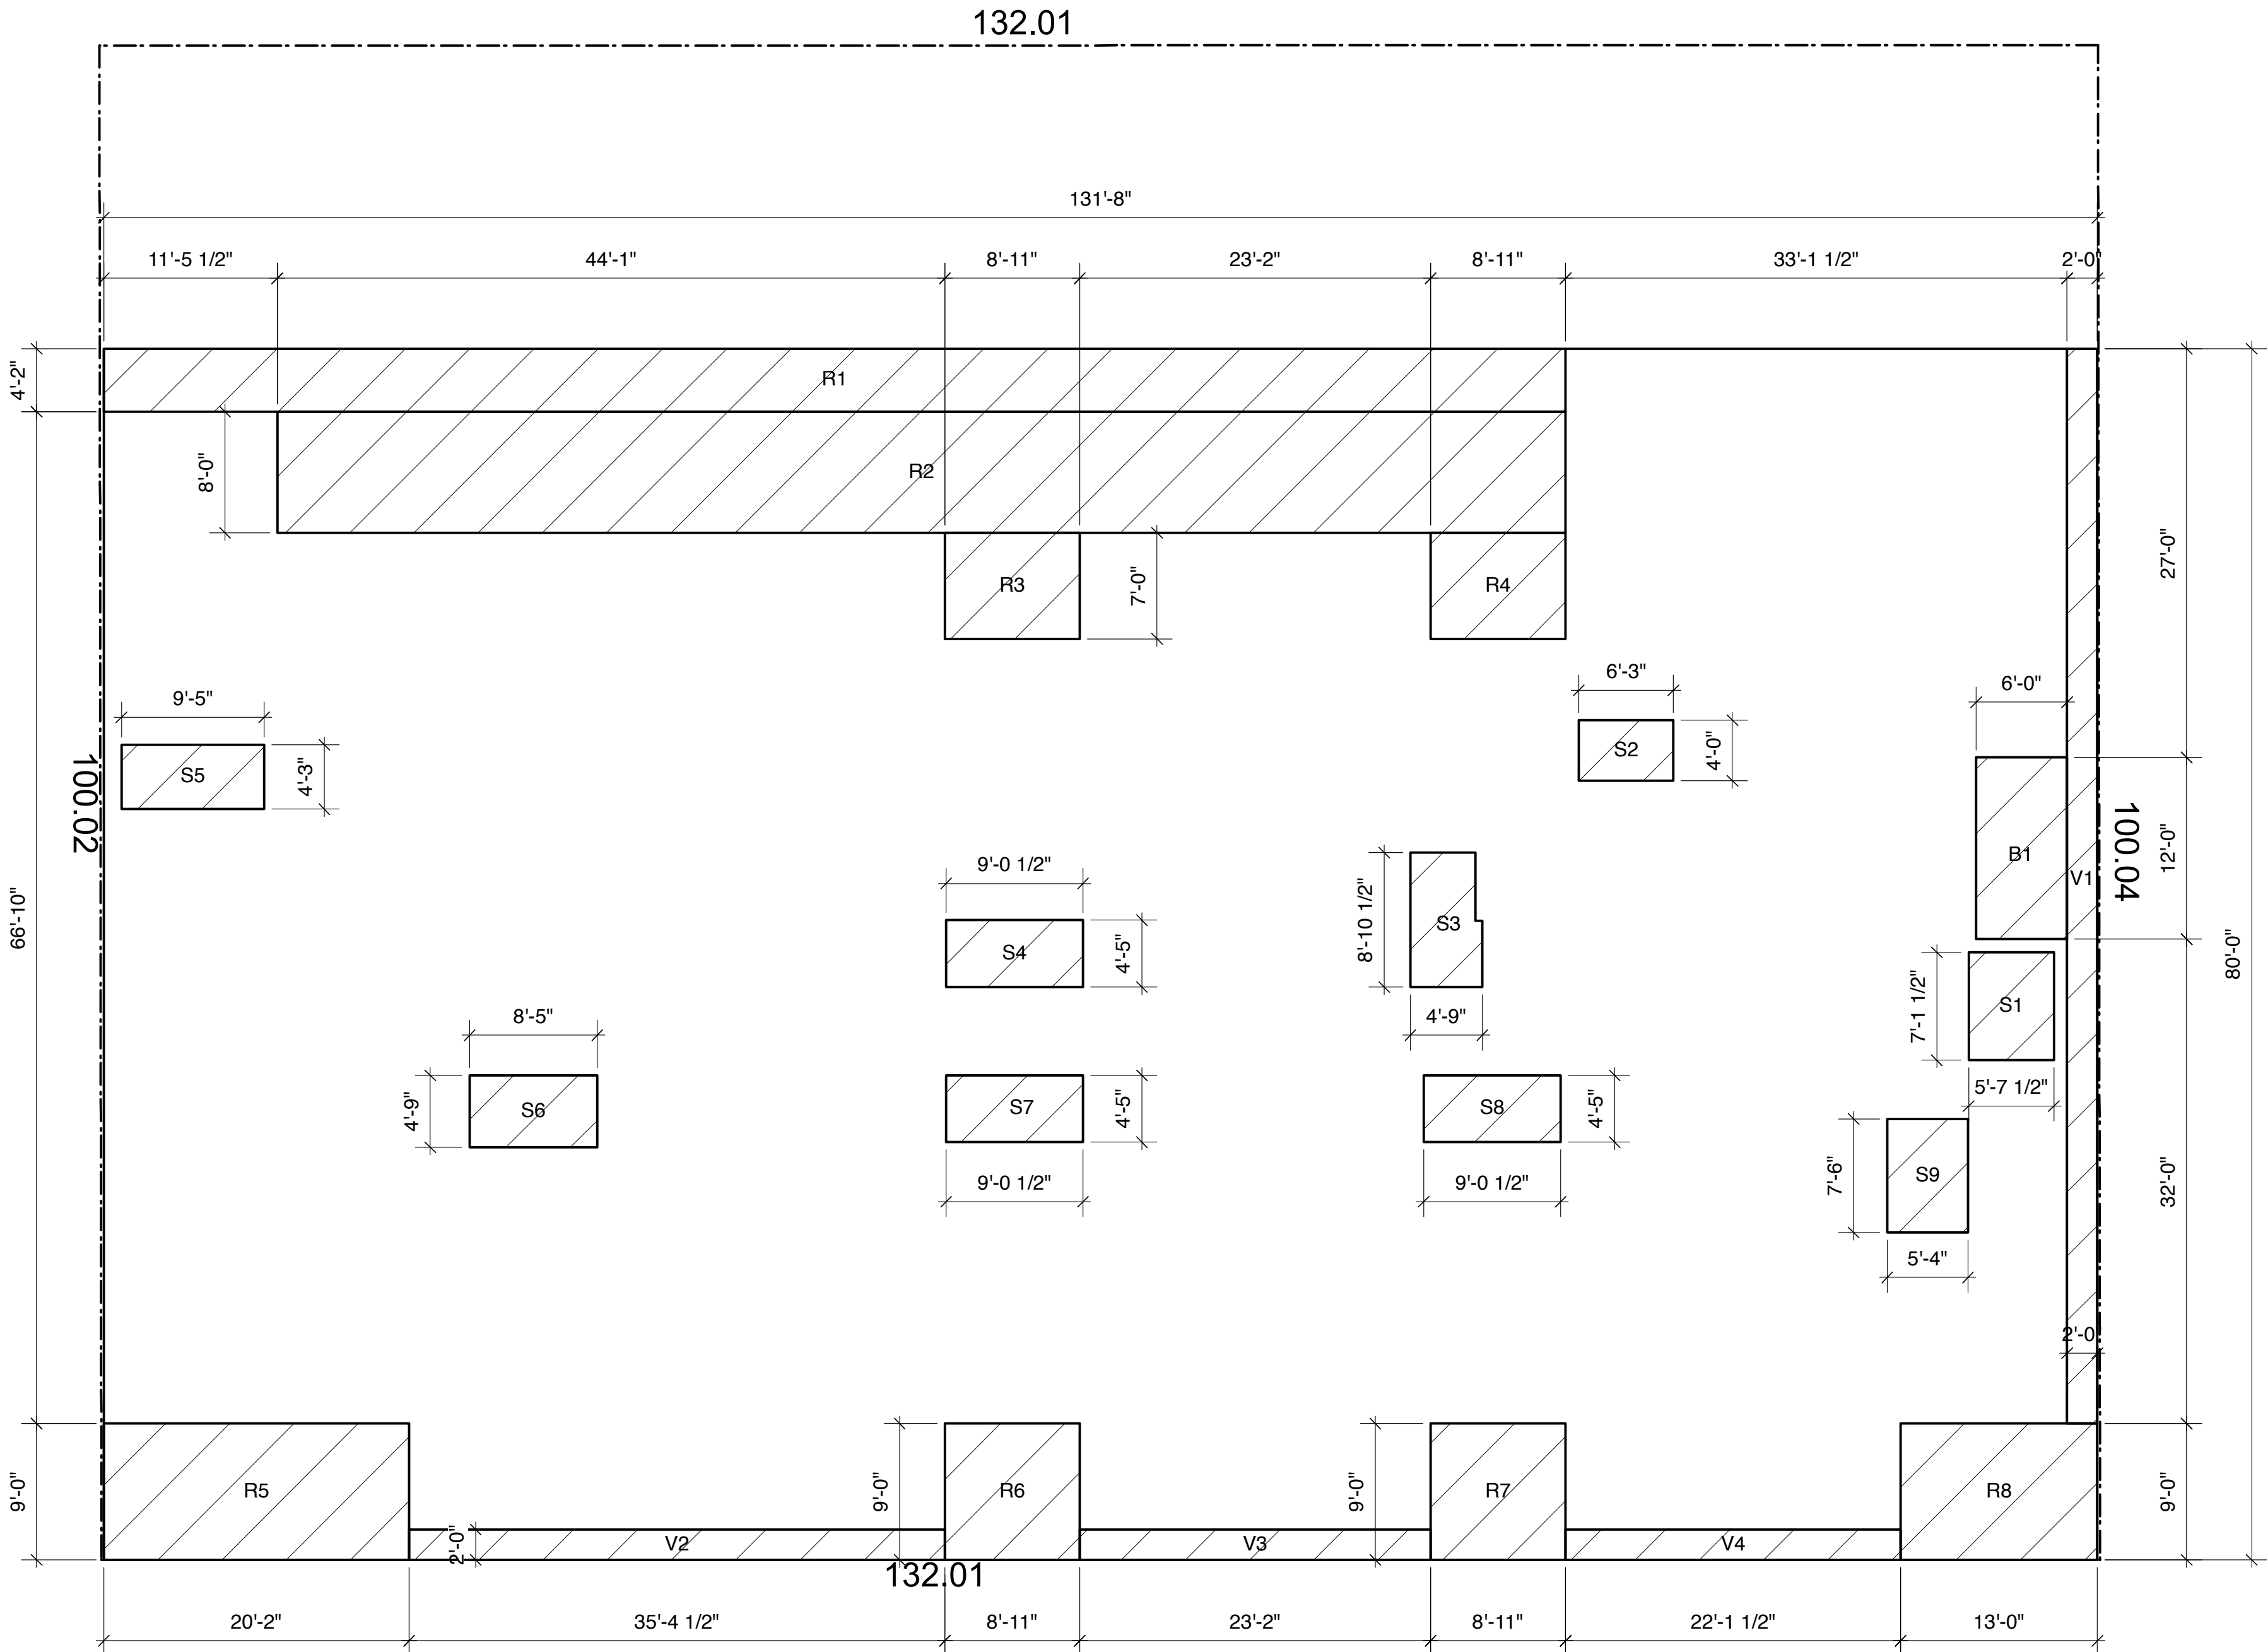 132.01
131'-8"
11'-5 1/2" 44'-1" 8'-11" 23'-2" 8'-11" 33'-1 1/2" 2'-0"
4'-2"
R1
8'-0"
R2
27'-0"
R3
7'-0"
R4
6'-3"
9'-5"
6'-0"
S2
4'-0"
S5
4'-3"
100.02
100.04
12'-0"
B1
V1
9'-0 1/2"
8'-10 1/2"
S3
66'-10"
S4
4'-5"
80'-0"
7'-1 1/2"
S1
8'-5"
4'-9"
5'-7 1/2"
4'-9"
S6
S7
4'-5"
S8
4'-5"
7'-6"
S9
32'-0"
9'-0 1/2"
9'-0 1/2"
5'-4"
2'-0
9'-0"
R5
9'-0"
R6
9'-0"
R7
R8
9'-0"
2'-0"
V2
V3
V4
132.01
20'-2" 35'-4 1/2" 8'-11" 23'-2" 8'-11" 22'-1 1/2" 13'-0"